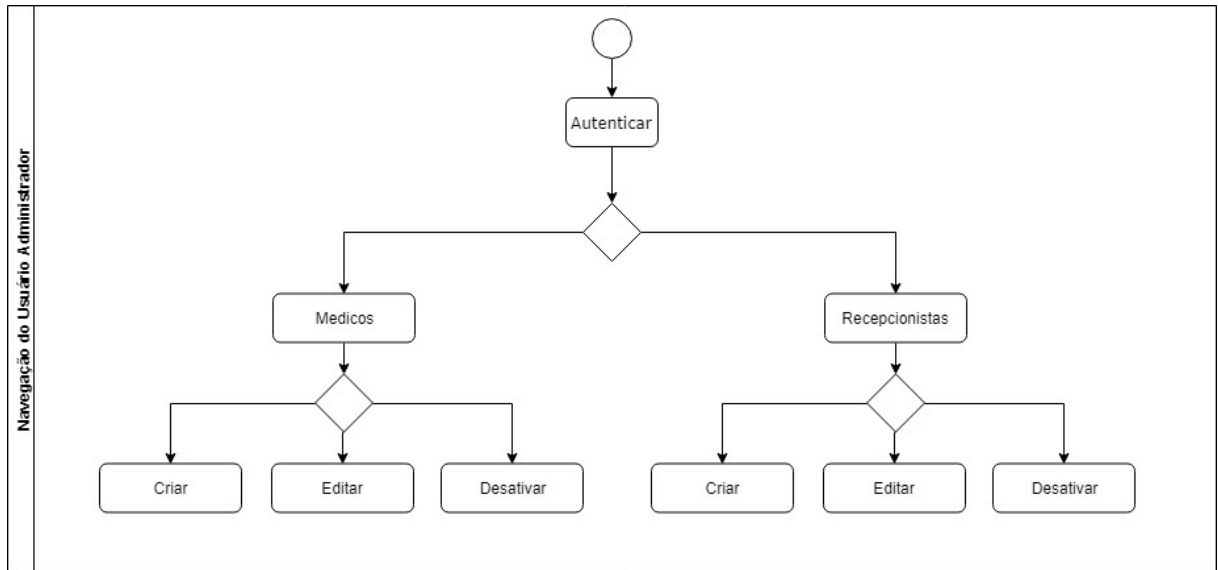 Navegação do Usuário Administrador
Autenticar
Medicos
Recepcionistas
Criar
Editar
Desativar
Criar
Editar
Desativar